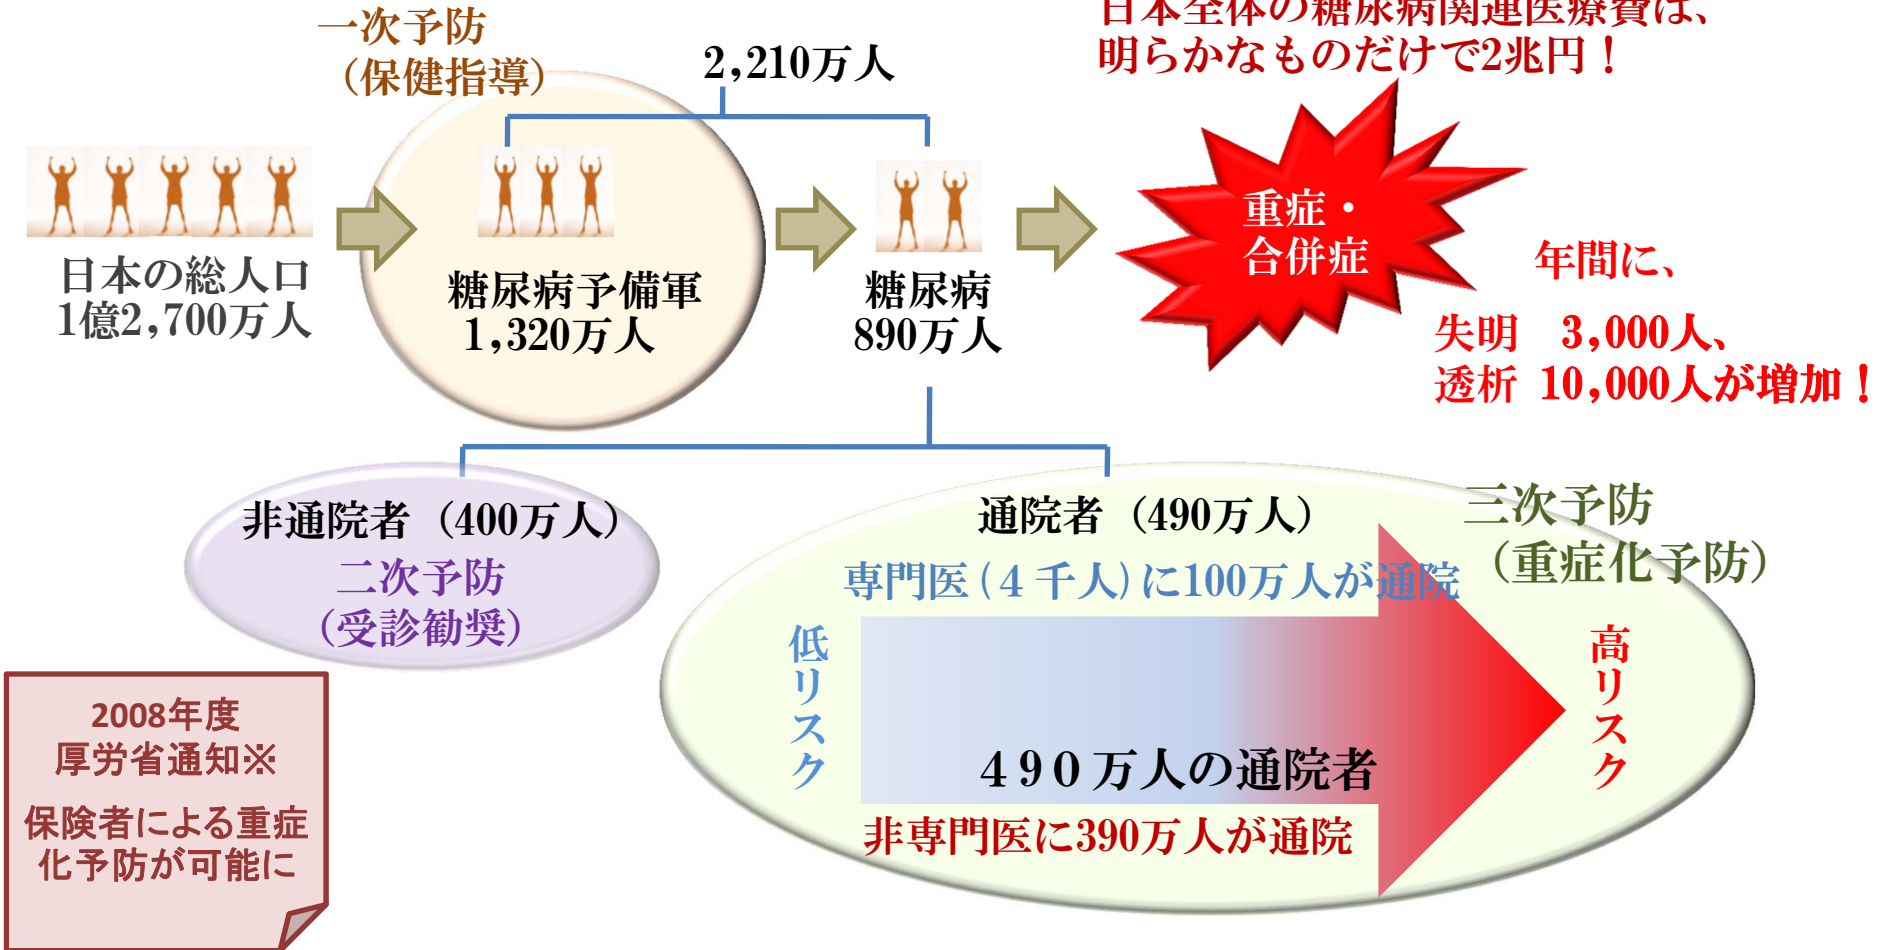 一次予防
（保健指導）
2,210万人
日本全体の糖尿病関連医療費は、
明らかなものだけで2兆円！
日本の総人口
1億2,700万人
糖尿病予備軍
1,320万人
糖尿病
890万人
重症・
合併症
年間に、
失明　3,000人、
透析 10,000人が増加！
非通院者（400万人）
二次予防
（受診勧奨）
通院者（490万人）
専門医(４千人)に100万人が通院
三次予防
（重症化予防）
低リスク
高リスク
４９０万人の通院者
非専門医に390万人が通院
2008年度
厚労省通知※
保険者による重症
化予防が可能に